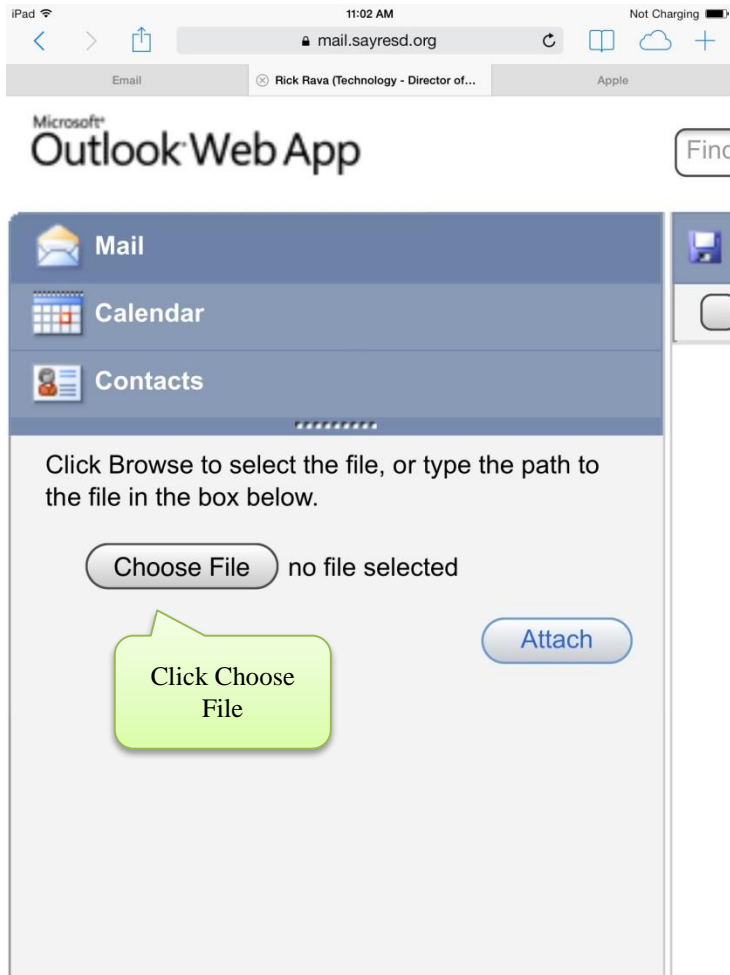 iPad 11:02 AM Not Charging
mail.sayresd.org
Email Rick Rava (Technology - Director of... Apple
Microsoft®
Outlook Web App
Find
Mail
Calendar
Contacts
Click Browse to select the file, or type the path to
the file in the box below.
Choose File no file selected
Attach
Click Choose
File